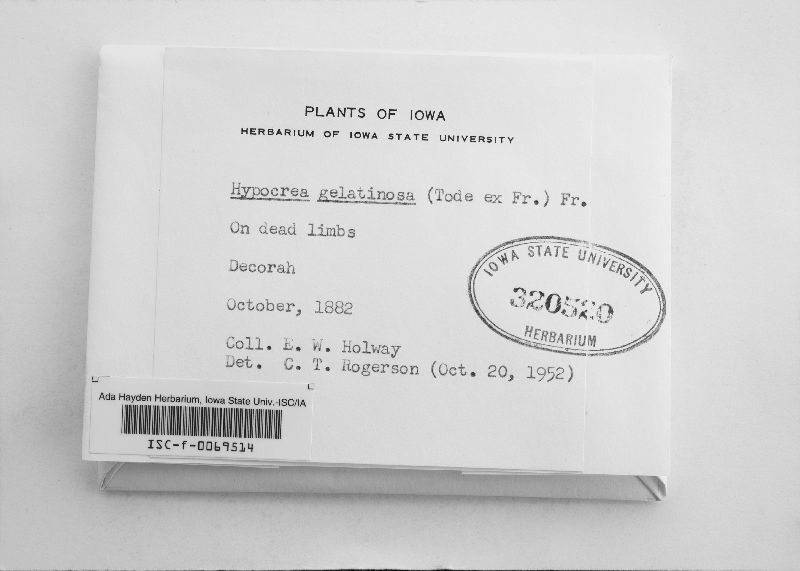 PLANTS OF IOWA
HERBARIUM OF IOWA STATE UNIVERSITY
Hypocrea gelatinosa (Tode ex Fr.) Fr.
On dead limbs
Decorah
October, 1882
Coll. E. W. Holway
Det. C. T. Rogerson (Oct. 20, 1952)
IOWA STATE UNIVERSITY
320520
HERBARIUM
Ada Hayden Herbarium, Iowa State Univ.-ISC/IA
ISC-f-0069514